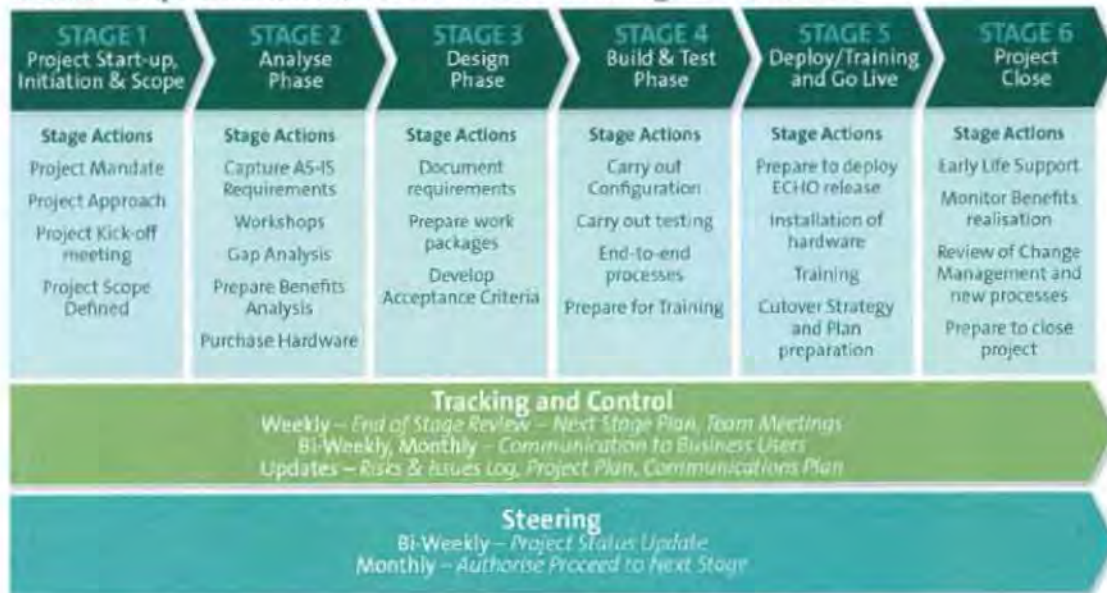 STAGE 1
Project Start-up,
Initiation & Scope
Stage Actions
Project Mandate
Project Approach
Project Kick-off
meeting
Project Scope
Defined
STAGE 2
Analyse
Phase
Stage Actions
Capture AS-IS
Requirements
Workshops
Gap Analysis
Prepare Benefits
Analysis
Purchase Hardware
STAGE 3
Design
Phase
Stage Actions
Document
requirements
Prepare work
packages
Develop
Acceptance Criteria
STAGE 4
Build & Test
Phase
Stage Actions
Carry out
Configuration
Carry out testing
End-to-end
processes
Prepare for Training
STAGE 5
Deploy/Training
and Go Live
Stage Actions
Prepare to deploy
ECHO release
Installation of
hardware
Training
Cutover Strategy
and Plan
preparation
STAGE 6
Project
Close
Stage Actions
Early Life Support
Monitor Benefits
realisation
Review of Change
Management and
new processes
Prepare to close
project
Tracking and Control
Weekly – End of Stage Review – Next Stage Plan, Team Meetings
Bi-Weekly, Monthly – Communication to Business Users
Updates – Risks & Issues Log, Project Plan, Communications Plan
Steering
Bi-Weekly – Project Status Update
Monthly – Authorise Proceed to Next Stage